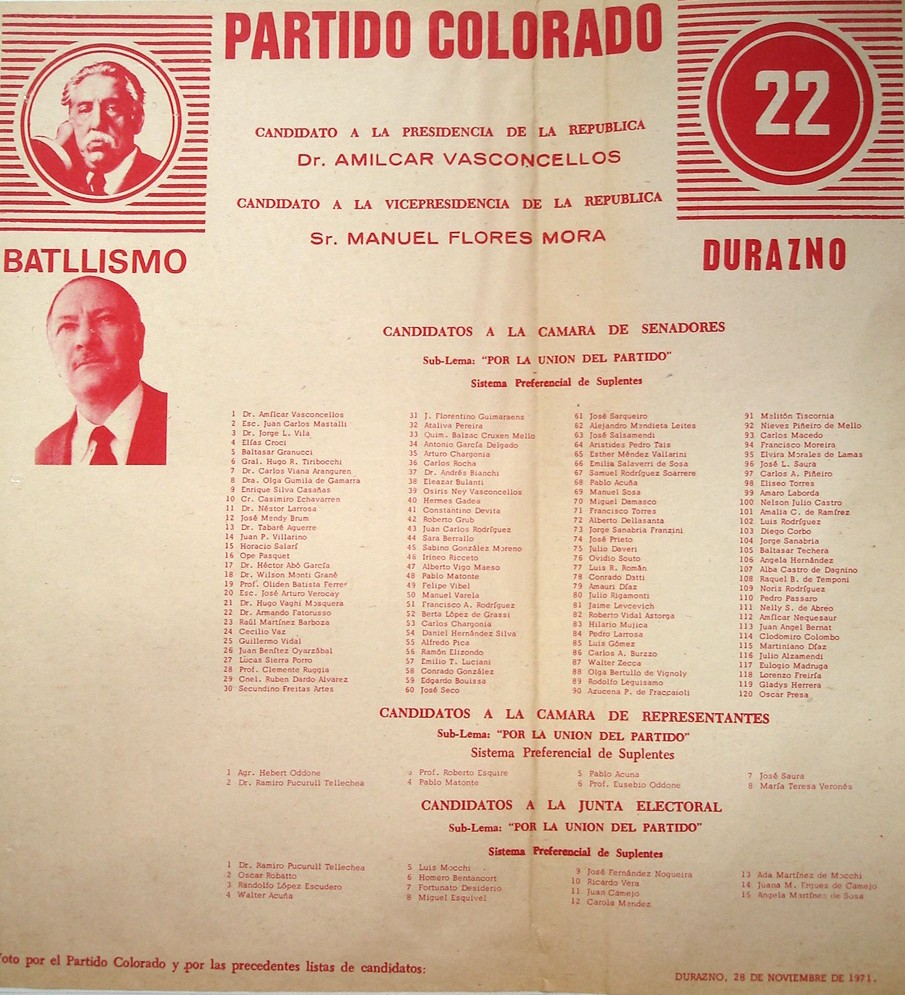 PARTIDO COLORADO
22
CANDIDATO A LA PRESIDENCIA DE LA REPUBLICA
Dr. AMILCAR VASCONCELLOS
CANDIDATO A LA VICEPRESIDENCIA DE LA REPUBLICA
Sr. MANUEL FLORES MORA
BATLLISMO
DURAZNO
CANDIDATOS A LA CAMARA DE SENADORES
Sub-Lema: "POR LA UNION DEL PARTIDO"
Sistema Preferencial de Suplentes
1 Dr. Amílcar Vasconcellos
2 Esc. Juan Carlos Mastalli
3 Dr. Jorge L. Vila
4 Elías Croci
5 Baltasar Granucci
6 Gral. Hugo R. Tiribocchi
7 Dr. Carlos Viana Aranguren
8 Dra. Olga Gumila de Gamarra
9 Enrique Silva Casañas
10 Cr. Casimiro Echavarren
11 Dr. Néstor Larrosa
12 José Mendy Brum
13 Dr. Tabaré Aguerre
14 Juan P. Villarino
15 Horacio Salarí
16 Ope Pasquet
17 Dr. Héctor Abó García
18 Dr. Wilson Monti Grané
19 Prof. Oliden Batista Ferrer
20 Esc. José Arturo Verocay
21 Dr. Hugo Vaghi Mosquera
22 Dr. Armando Fatorusso
23 Raúl Martínez Barboza
24 Cecilio Vaz
25 Guillermo Vidal
26 Juan Benítez Oyarzábal
27 Lucas Sierra Porro
28 Prof. Clemente Ruggia
29 Cnel. Ruben Dardo Alvarez
30 Secundino Freitas Artes
31 J. Florentino Guimaraens
32 Ataliva Pereira
33 Quim. Balzac Cruxen Mello
34 Antonio García Delgado
35 Arturo Chargonia
36 Carlos Rocha
37 Dr. Andrés Bianchi
38 Eleazar Bulanti
39 Osiris Ney Vasconcellos
40 Hermes Gadea
41 Constantino Devita
42 Roberto Grub
43 Juan Carlos Rodríguez
44 Sara Berrallo
45 Sabino González Moreno
46 Irineo Ricceto
47 Alberto Vigo Maeso
48 Pablo Matonte
49 Felipe Vibel
50 Manuel Varela
51 Francisco A. Rodríguez
52 Berta López de Grassi
53 Carlos Chargonia
54 Daniel Hernández Silva
55 Alfredo Pica
56 Ramón Elizondo
57 Emilio T. Luciani
58 Conrado González
59 Edgardo Bouissa
60 José Seco
61 José Sarqueiro
62 Alejandro Mandieta Leites
63 José Salsamendi
64 Arístides Pedro Tais
65 Esther Méndez Vallarini
66 Emilia Salaverri de Sosa
67 Samuel Rodríguez Soarrere
68 Pablo Acuña
69 Manuel Sosa
70 Miguel Damasco
71 Francisco Torres
72 Alberto Dellasanta
73 Jorge Sanabria Franzini
74 José Prieto
75 Julio Daveri
76 Ovidio Souto
77 Luis R. Román
78 Conrado Datti
79 Amauri Díaz
80 Julio Rigamonti
81 Jaime Levcevich
82 Roberto Vidal Astorga
83 Hilario Mujica
84 Pedro Larrosa
85 Luis Gómez
86 Carlos A. Burzzo
87 Walter Zecca
88 Olga Bertullo de Vignoly
89 Rodolfo Leguisamo
90 Azucena P. de Fraccaioli
91 Malitón Tiscornia
92 Nieves Piñeiro de Mello
93 Carlos Macedo
94 Francisco Moreira
95 Elvira Morales de Lamas
96 José L. Saura
97 Carlos A. Piñeiro
98 Eliseo Torres
99 Amaro Laborda
100 Nelson Julio Castro
101 Amalia C. de Ramírez
102 Luis Rodríguez
103 Diego Corbo
104 Jorge Sanabria
105 Baltasar Techera
106 Angela Hernández
107 Alba Castro de Dagnino
108 Raquel B. de Temponi
109 Noris Rodríguez
110 Pedro Passaro
111 Nelly S. de Abreo
112 Amílcar Nequesaur
113 Juan Angel Bernat
114 Clodomiro Colombo
115 Martiniano Díaz
116 Julio Alzamendi
117 Eulogio Madruga
118 Lorenzo Freirfa
119 Gladys Herrera
120 Oscar Presa
CANDIDATOS A LA CAMARA DE REPRESENTANTES
Sub-Lema: "POR LA UNION DEL PARTIDO"
Sistema Preferencial de Suplentes
1 Agr. Hebert Oddone
2 Dr. Ramiro Pucurull Tellechea
3 Prof. Roberto Esquire
4 Pablo Matonte
5 Pablo Acuna
6 Prof. Eusebio Oddone
7 José Saura
8 María Teresa Veronés
CANDIDATOS A LA JUNTA ELECTORAL
Sub-Lema: "POR LA UNION DEL PARTIDO"
Sistema Preferencial de Suplentes
1 Dr. Ramiro Pucurull Tellechea
2 Oscar Robatto
3 Randolfo López Escudero
4 Walter Acuña
5 Luis Mocchi
6 Homero Bentancort
7 Fortunato Desiderio
8 Miguel Esquivel
9 José Fernández Nogueira
10 Ricardo Vera
11 Juan Camejo
12 Carola Mendez
13 Ada Martínez de Mocchi
14 Juana M. Erques de Camejo
15 Angela Martínez de Sosa
Voto por el Partido Colorado y por las precedentes listas de candidatos:
DURAZNO, 28 DE NOVIEMBRE DE 1971.